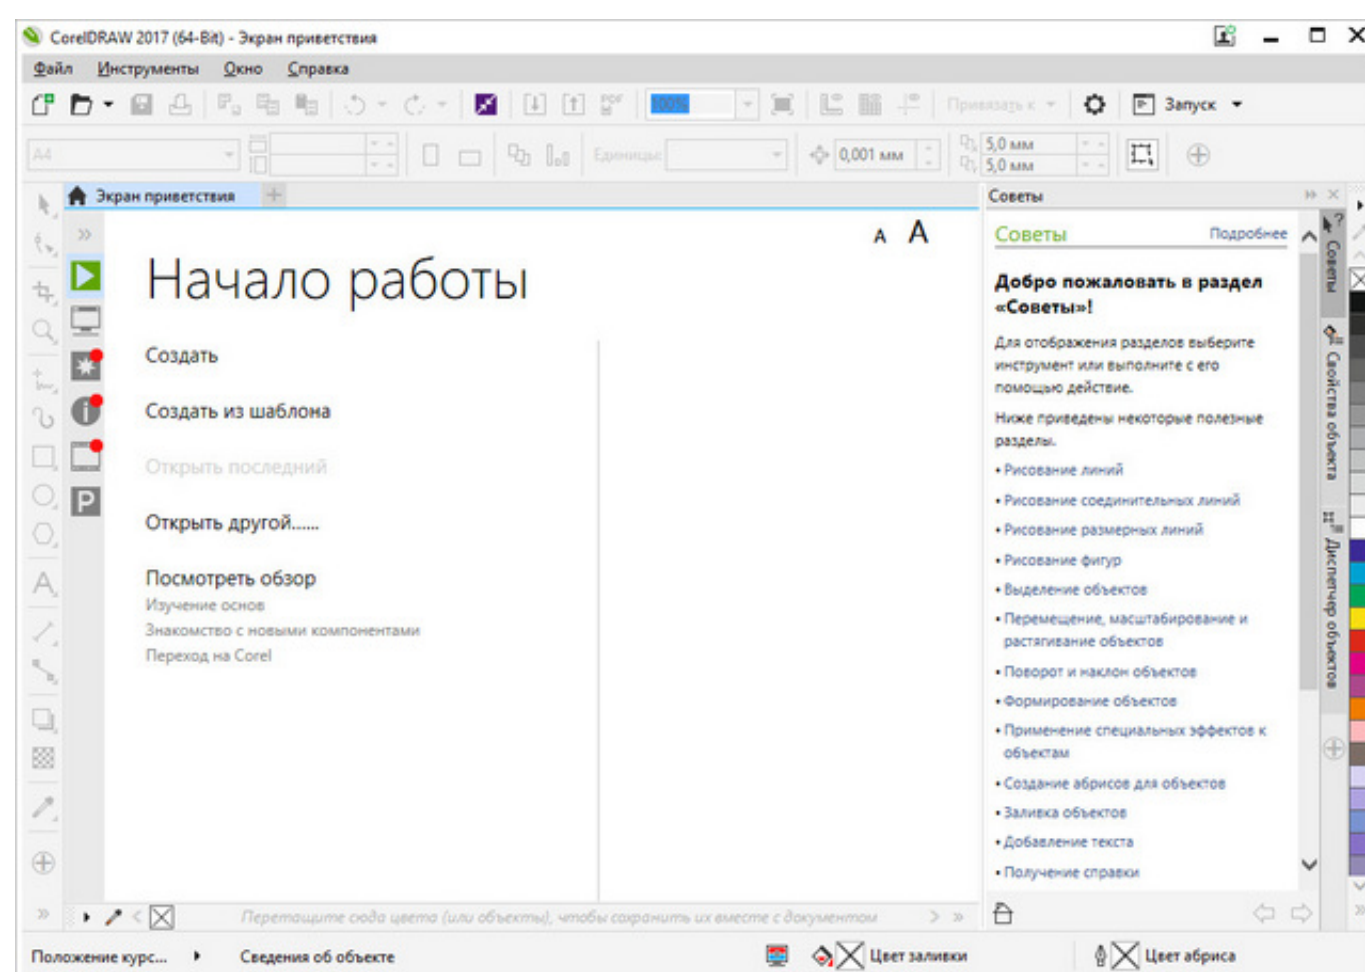 CorelDRAW 2017 (64-Bit) - Экран приветствия
Файл Инструменты Окно Справка
PDF 100% Привязать к Запуск
A4 Единицы: 0,001 мм 5,0 мм
5,0 мм
Экран приветствия
Советы
A A
Советы Подробнее
Начало работы
Создать
Создать из шаблона
Открыть последний
Открыть другой......
Посмотреть обзор
Изучение основ
Знакомство с новыми компонентами
Переход на Corel
Добро пожаловать в раздел
«Советы»!
Для отображения разделов выберите
инструмент или выполните с его
помощью действие.
Ниже приведены некоторые полезные
разделы.
• Рисование линий
• Рисование соединительных линий
• Рисование размерных линий
• Рисование фигур
• Выделение объектов
• Перемещение, масштабирование и
растягивание объектов
• Поворот и наклон объектов
• Формирование объектов
• Применение специальных эффектов к
объектам
• Создание абрисов для объектов
• Заливка объектов
• Добавление текста
• Получение справки
Советы
Свойства объекта
Диспетчер объектов
Перетащите сюда цвета (или объекты), чтобы сохранить их вместе с документом
Положение курс... Сведения об объекте Цвет заливки Цвет абриса